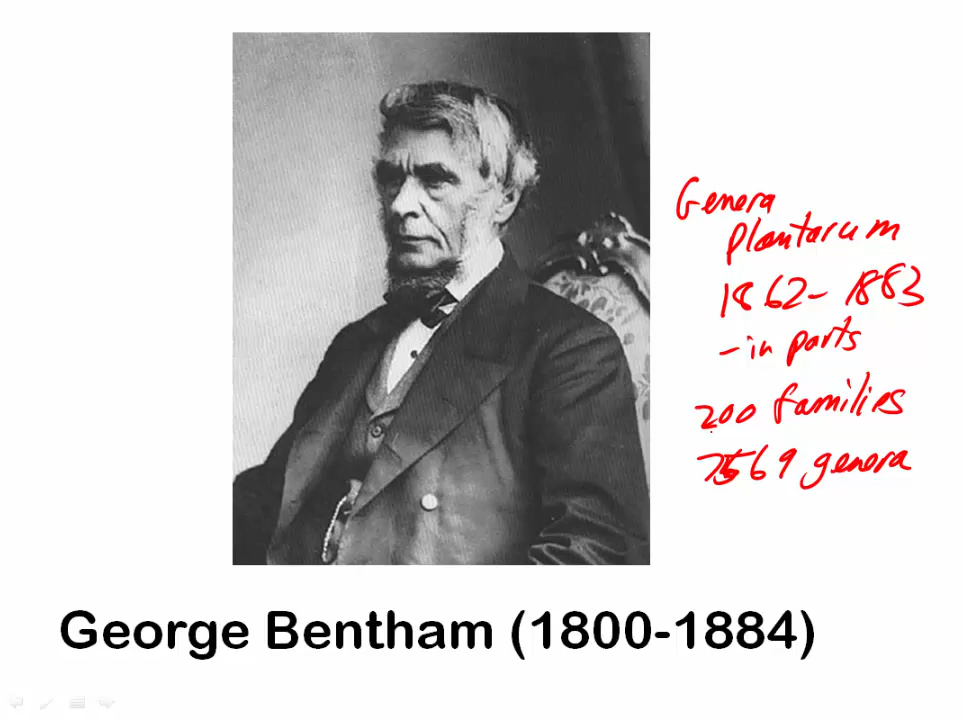 Genera
Plantarum
1862- 1883
- in parts
200 families
7569 genera
George Bentham (1800-1884)